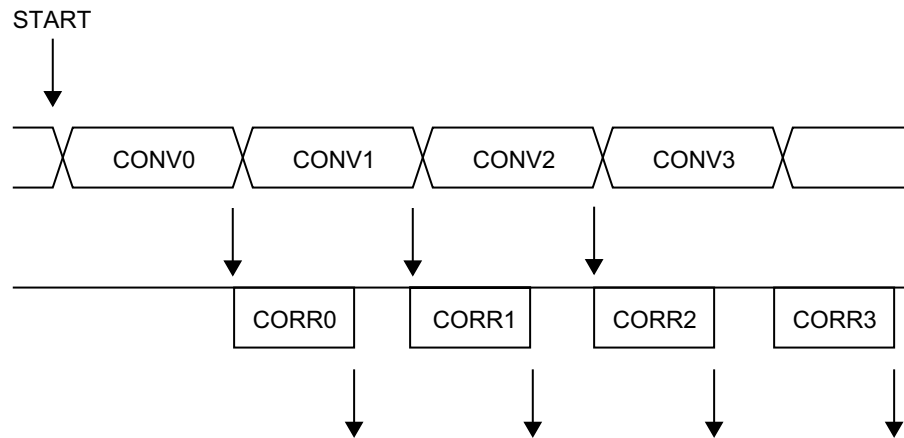 START
CONV0 CONV1 CONV2 CONV3
CORR0 CORR1 CORR2 CORR3